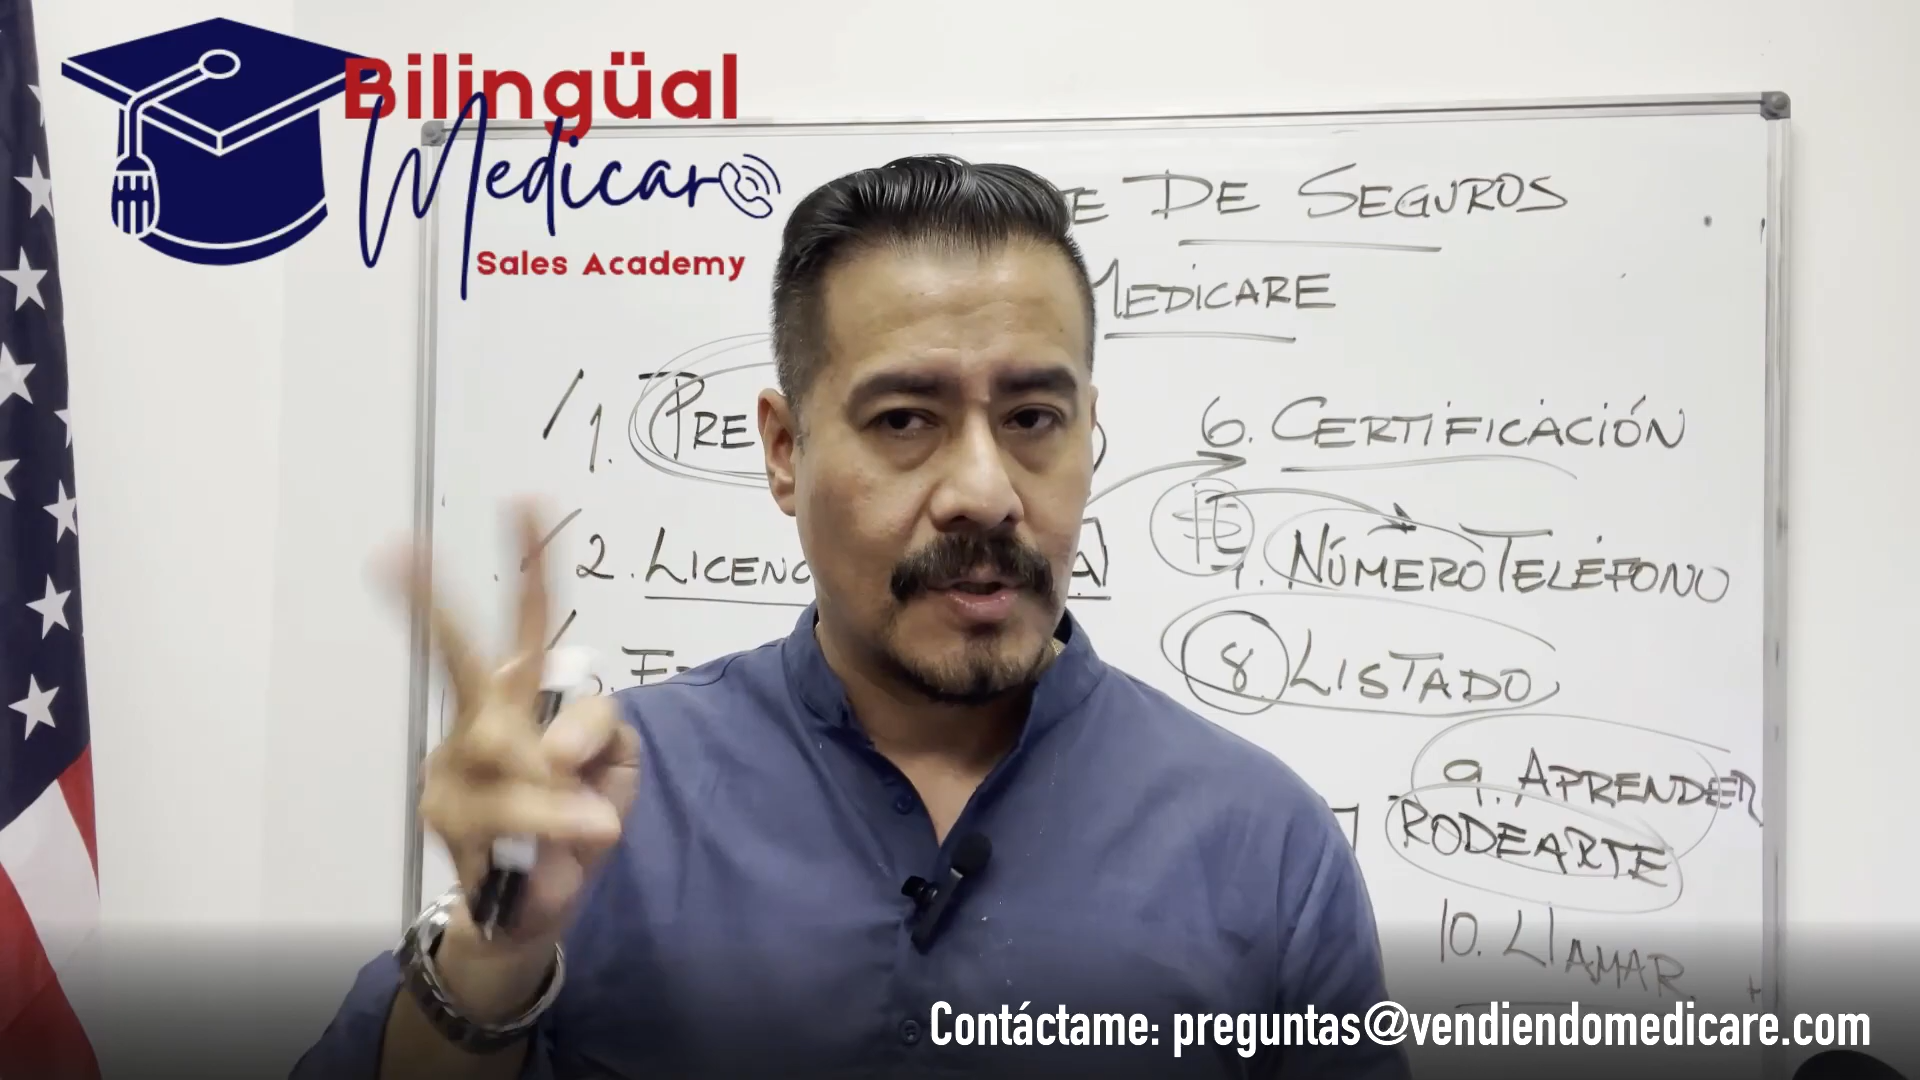 Bilingüal
Medicare
Sales Academy
DE SEGUROS
MEDICARE
1. PRE
2. LICENC
6. CERTIFICACIÓN
7. NÚMERO TELÉFONO
8 LISTADO
9. APRENDER
RODEARTE
10. LLAMAR
Contáctame: preguntas@vendiendomedicare.com